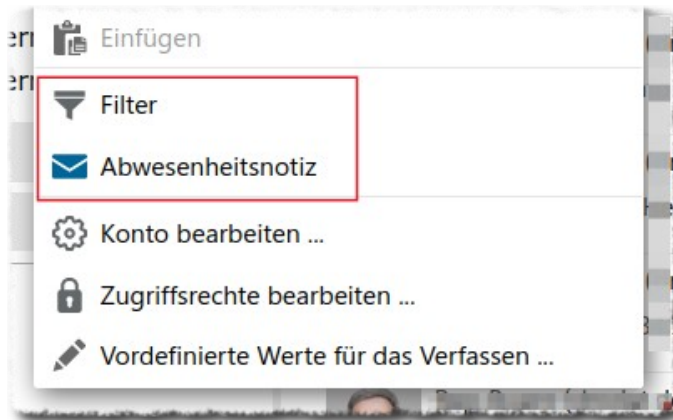 Einfügen
Filter
Abwesenheitsnotiz
Konto bearbeiten ...
Zugriffsrechte bearbeiten ...
Vordefinierte Werte für das Verfassen ...